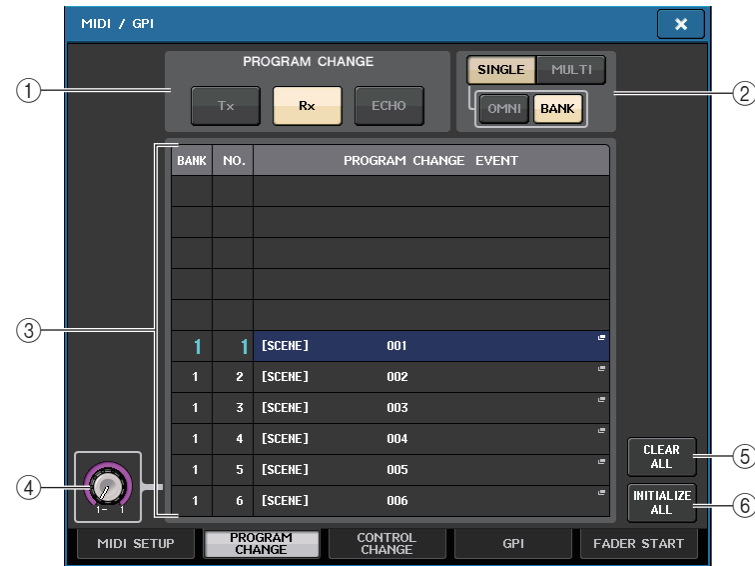 MIDI / GPI
×
① PROGRAM CHANGE
Tx Rx ECHO
SINGLE MULTI
OMNI BANK
②
③
BANK NO. PROGRAM CHANGE EVENT
1 1 [SCENE] 001
1 2 [SCENE] 002
1 3 [SCENE] 003
1 4 [SCENE] 004
1 5 [SCENE] 005
1 6 [SCENE] 006
④
1- 1
CLEAR
ALL
⑤
INITIALIZE
ALL
⑥
MIDI SETUP
PROGRAM
CHANGE
CONTROL
CHANGE
GPI
FADER START